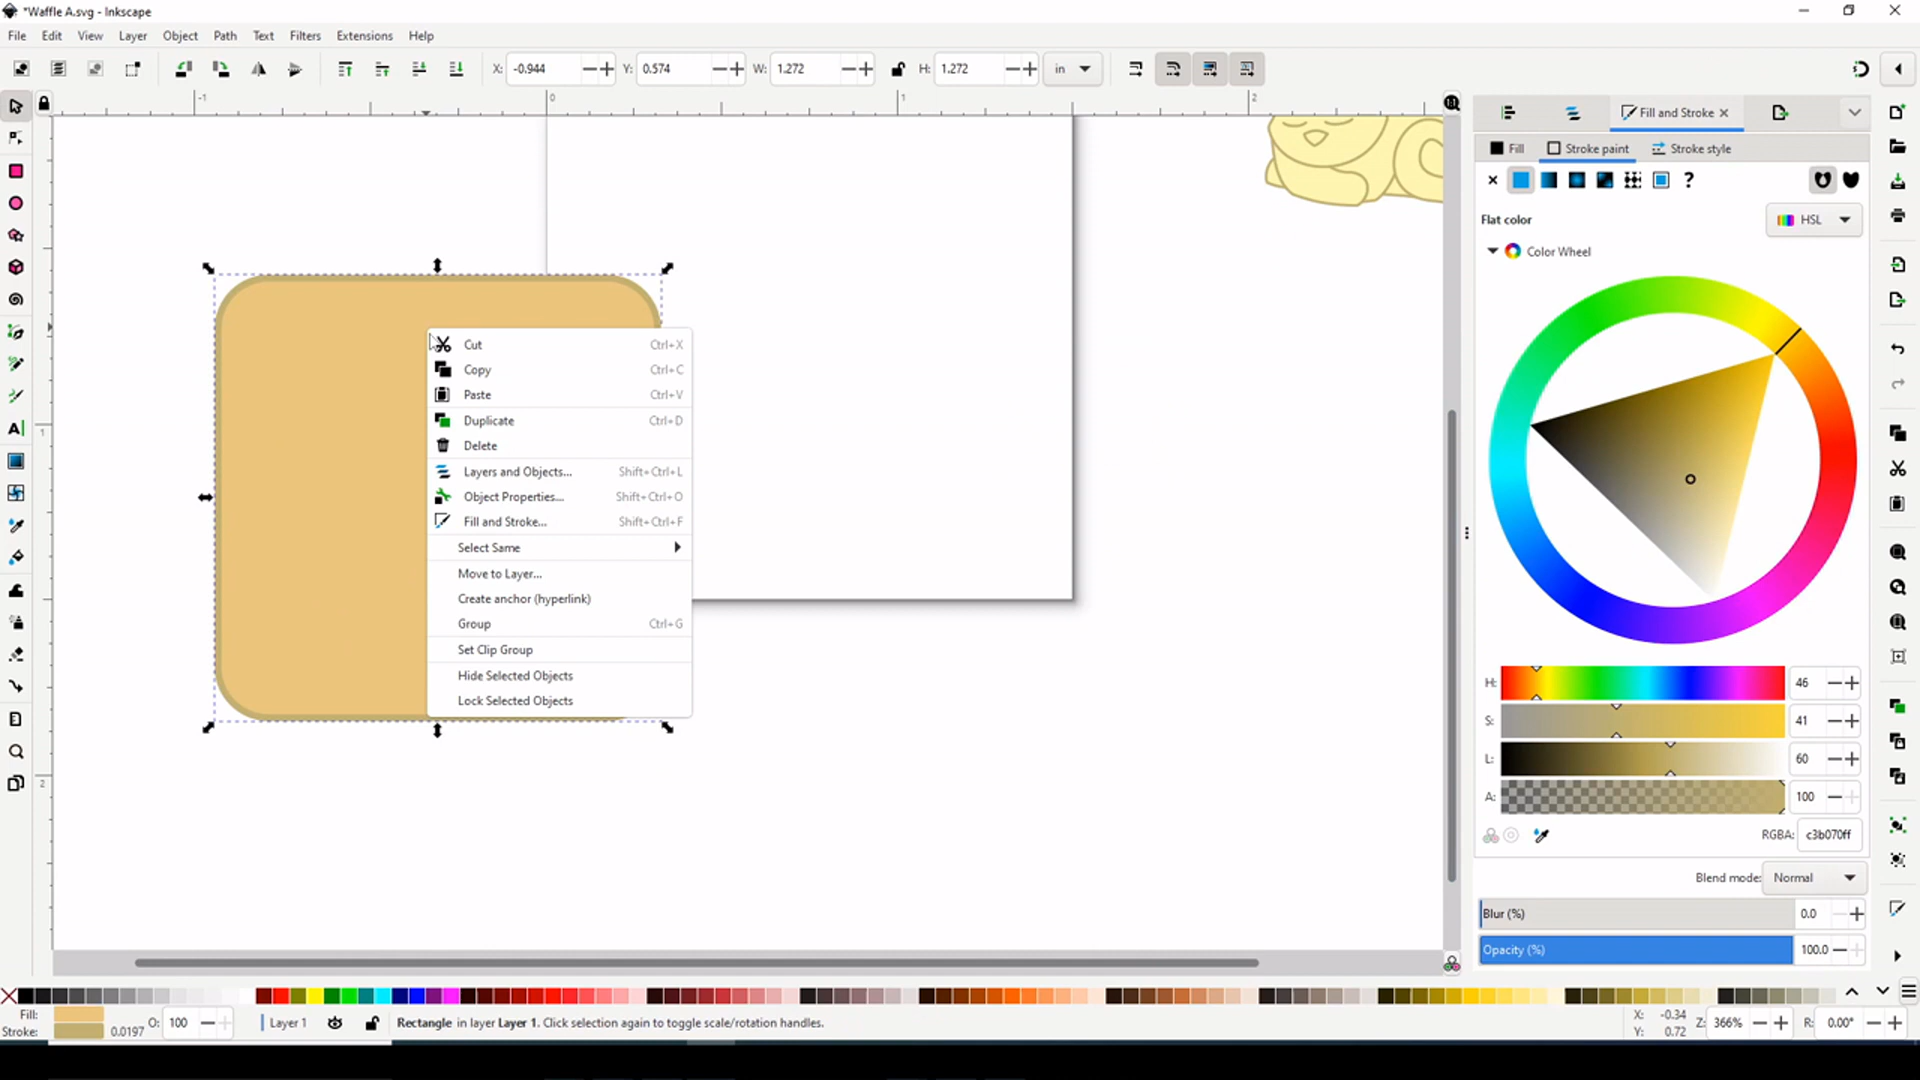 *Waffle A.svg - Inkscape
File Edit View Layer Object Path Text Filters Extensions Help
X: -0.944 Y: 0.574 W: 1.272 H: 1.272 in
-1 0 1 2
Fill and Stroke
Fill Stroke paint Stroke style
?
Flat color HSL
Color Wheel
Cut Ctrl+X
Copy Ctrl+C
Paste Ctrl+V
Duplicate Ctrl+D
Delete
Layers and Objects... Shift+Ctrl+L
Object Properties... Shift+Ctrl+O
Fill and Stroke... Shift+Ctrl+F
Select Same
Move to Layer...
Create anchor (hyperlink)
Group Ctrl+G
Set Clip Group
Hide Selected Objects
Lock Selected Objects
1
2
H: 46
S: 41
L: 60
A: 100
RGBA: c3b070ff
Blend mode: Normal
Blur (%) 0.0
Opacity (%) 100.0
Fill:
Stroke: 0.0197 O: 100 Layer 1 Rectangle in layer Layer 1. Click selection again to toggle scale/rotation handles.
X: -0.34
Y: 0.72
Z: 366% R: 0.00°